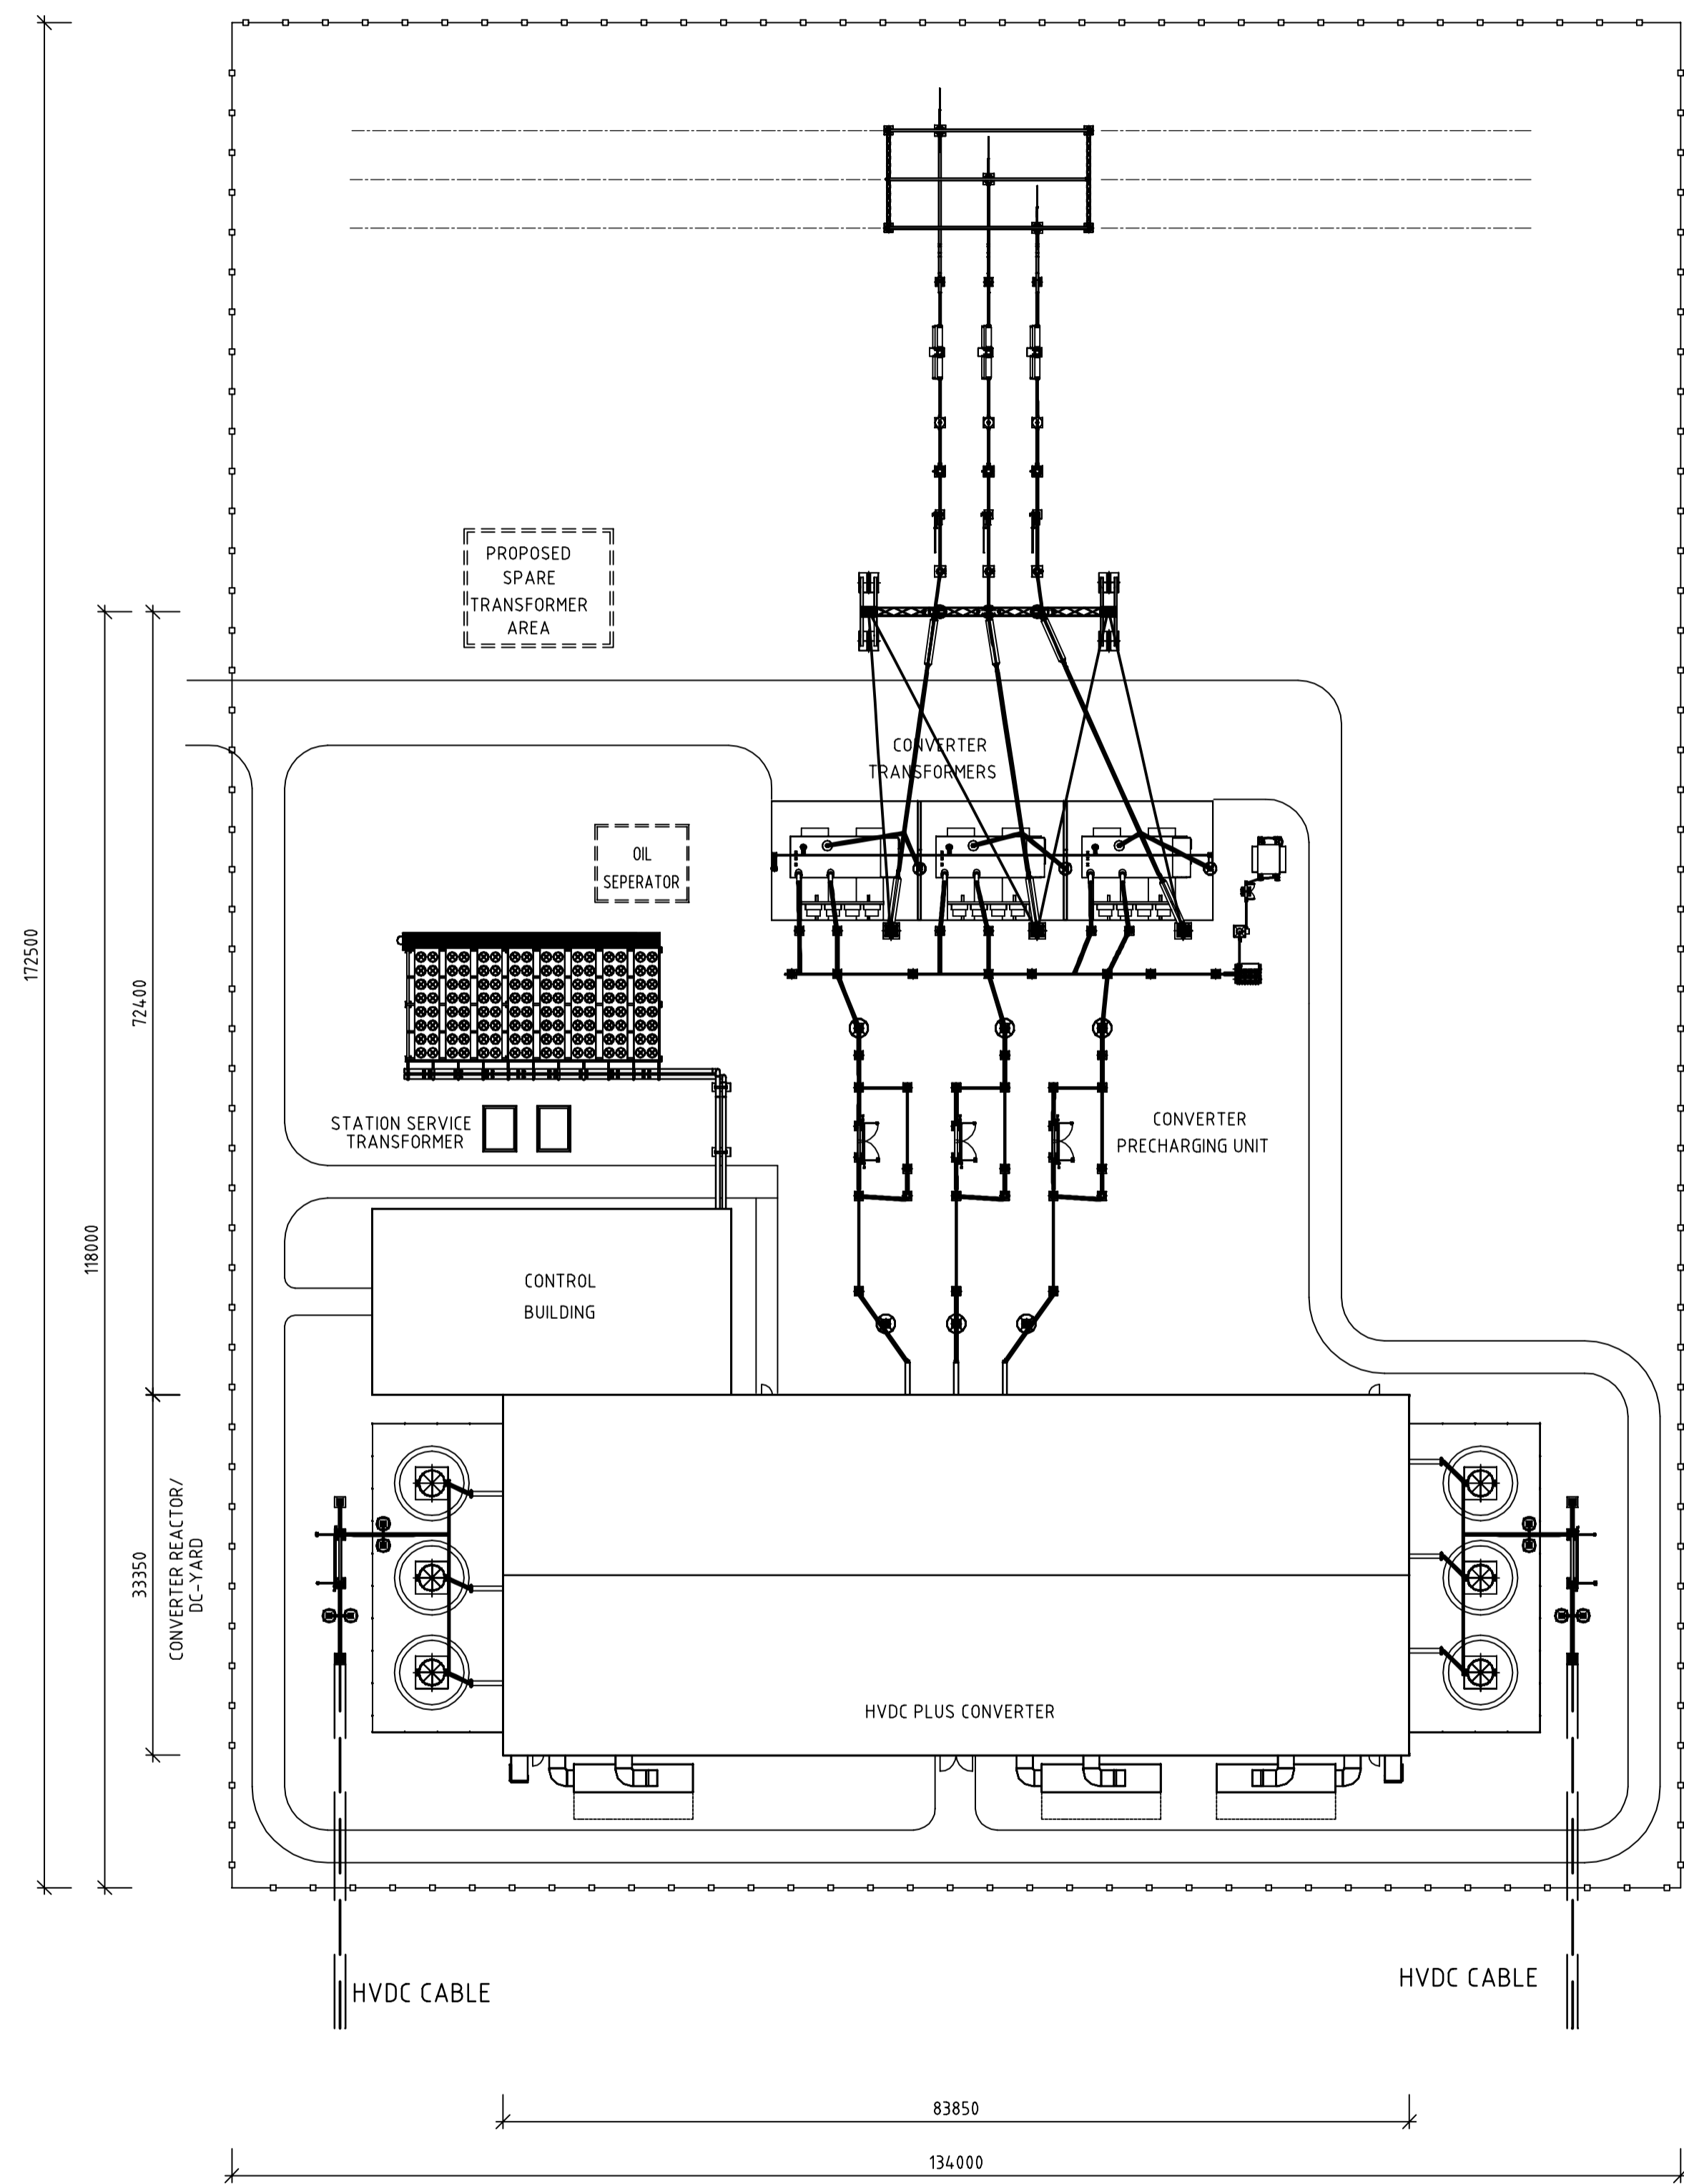 PROPOSED
SPARE
TRANSFORMER
AREA
CONVERTER
TRANSFORMERS
OIL
SEPERATOR
172500
72400
STATION SERVICE
TRANSFORMER
CONVERTER
PRECHARGING UNIT
118000
CONTROL
BUILDING
33350
CONVERTER REACTOR/
DC-YARD
HVDC PLUS CONVERTER
HVDC CABLE
HVDC CABLE
83850
134000